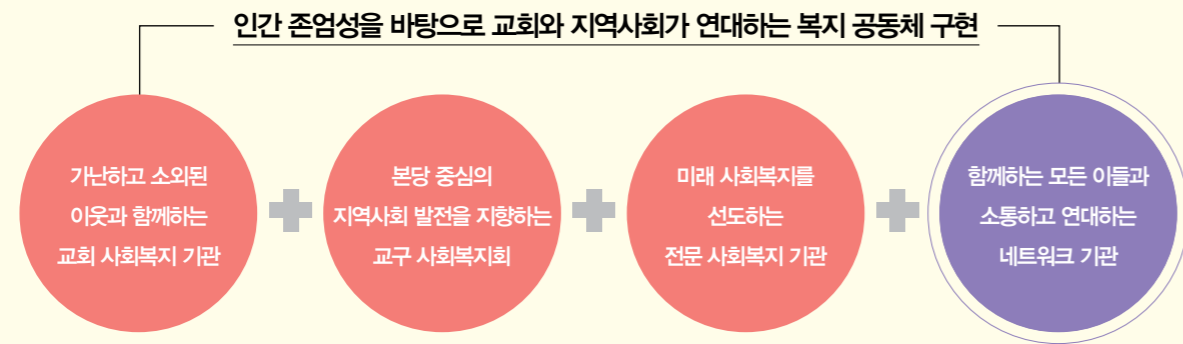 인간 존엄성을 바탕으로 교회와 지역사회가 연대하는 복지 공동체 구현
가난하고 소외된
이웃과 함께하는
교회 사회복지 기관
본당 중심의
지역사회 발전을 지향하는
교구 사회복지회
미래 사회복지를
선도하는
전문 사회복지 기관
함께하는 모든 이들과
소통하고 연대하는
네트워크 기관